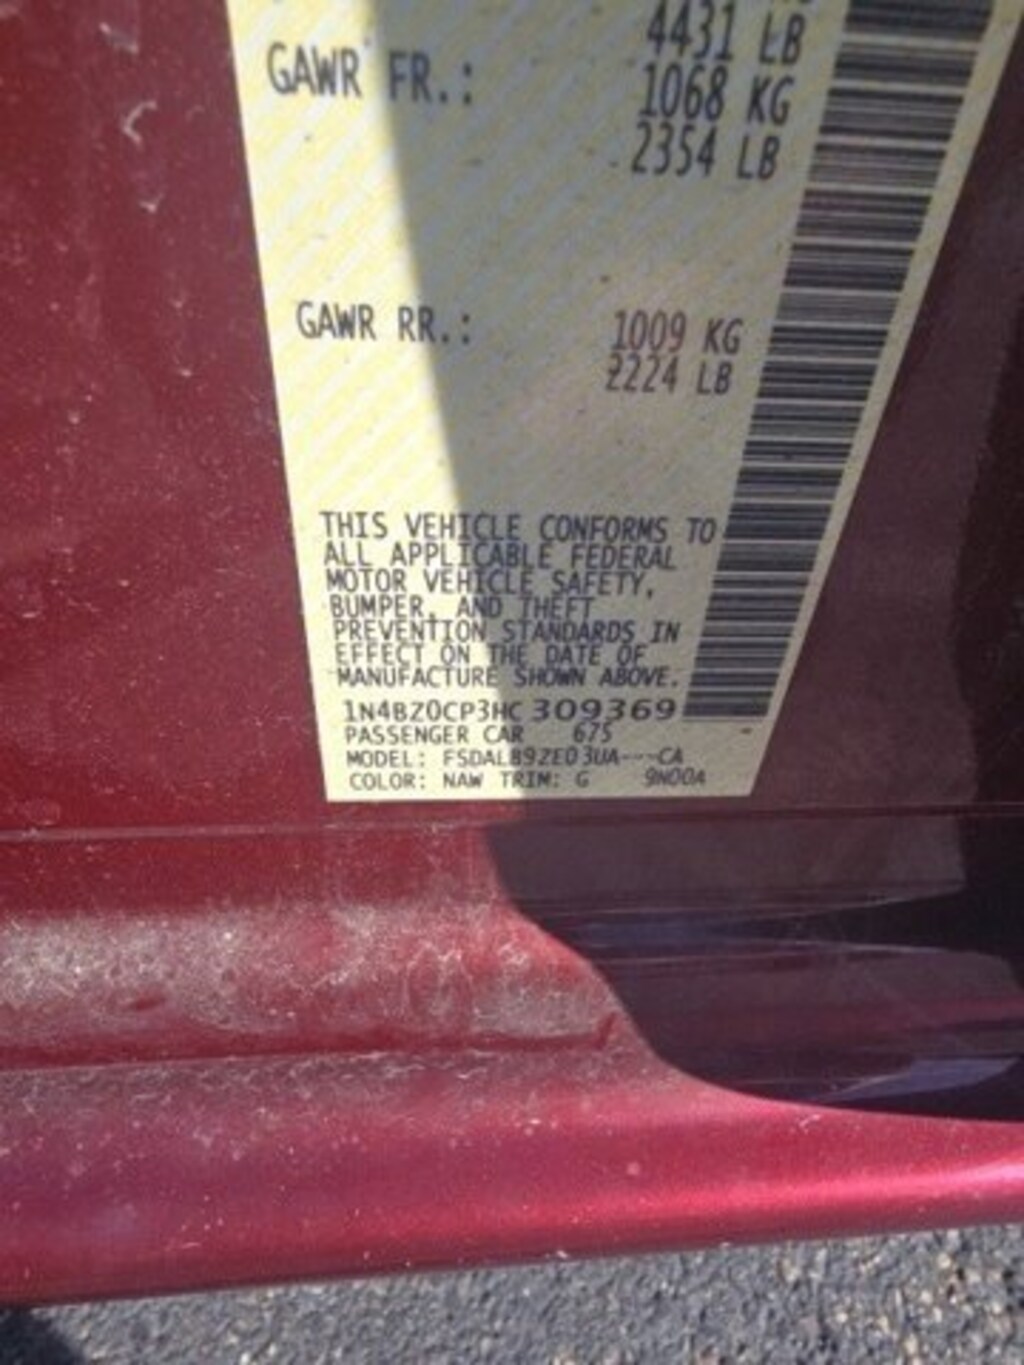 4431 LB
GAWR FR.: 1068 KG
2354 LB
GAWR RR.: 1009 KG
2224 LB
THIS VEHICLE CONFORMS TO
ALL APPLICABLE FEDERAL
MOTOR VEHICLE SAFETY,
BUMPER, AND THEFT
PREVENTION STANDARDS IN
EFFECT ON THE DATE OF
MANUFACTURE SHOWN ABOVE.
1N4BZ0CP3HC 309369
PASSENGER CAR 675
MODEL: FSDALB9ZE03UA---CA
COLOR: NAW TRIM: G 9N00A